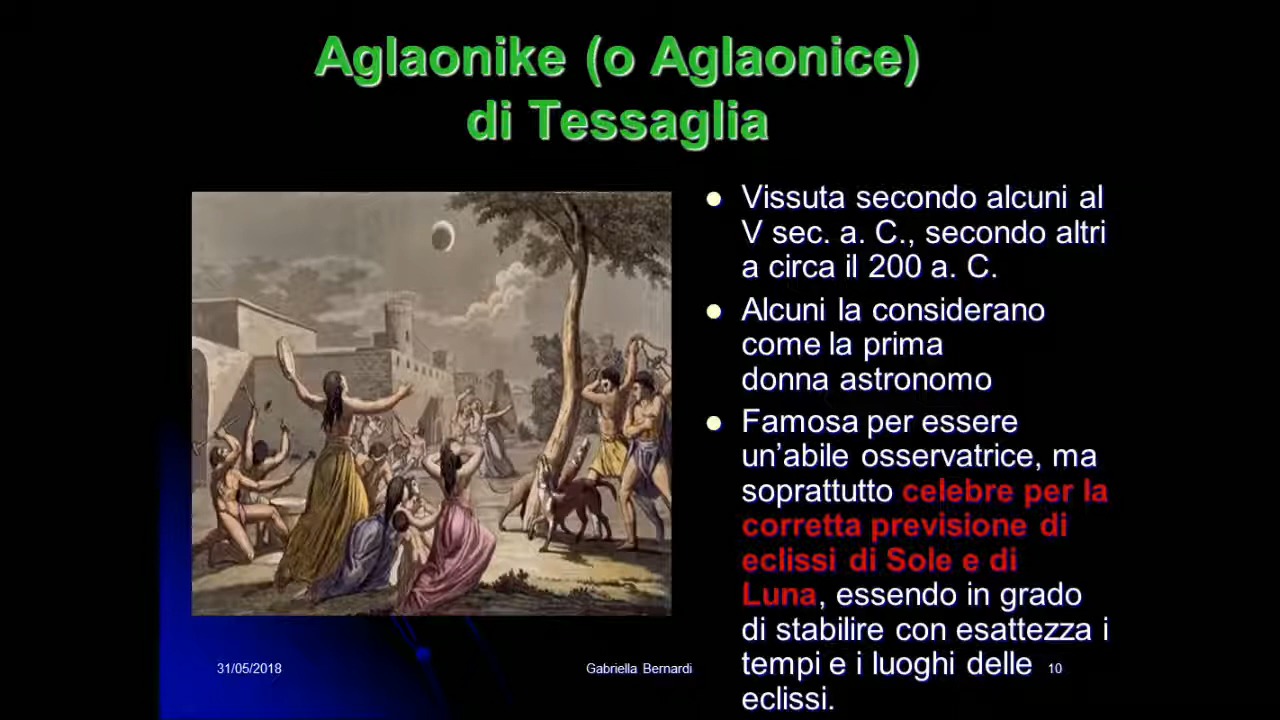 Aglaonike (o Aglaonice)
di Tessaglia
Vissuta secondo alcuni al
V sec. a. C., secondo altri
a circa il 200 a. C.
Alcuni la considerano
come la prima
donna astronomo
Famosa per essere
un’abile osservatrice, ma
soprattutto celebre per la
corretta previsione di
eclissi di Sole e di
Luna, essendo in grado
di stabilire con esattezza i
tempi e i luoghi delle
eclissi.
31/05/2018
Gabriella Bernardi
10